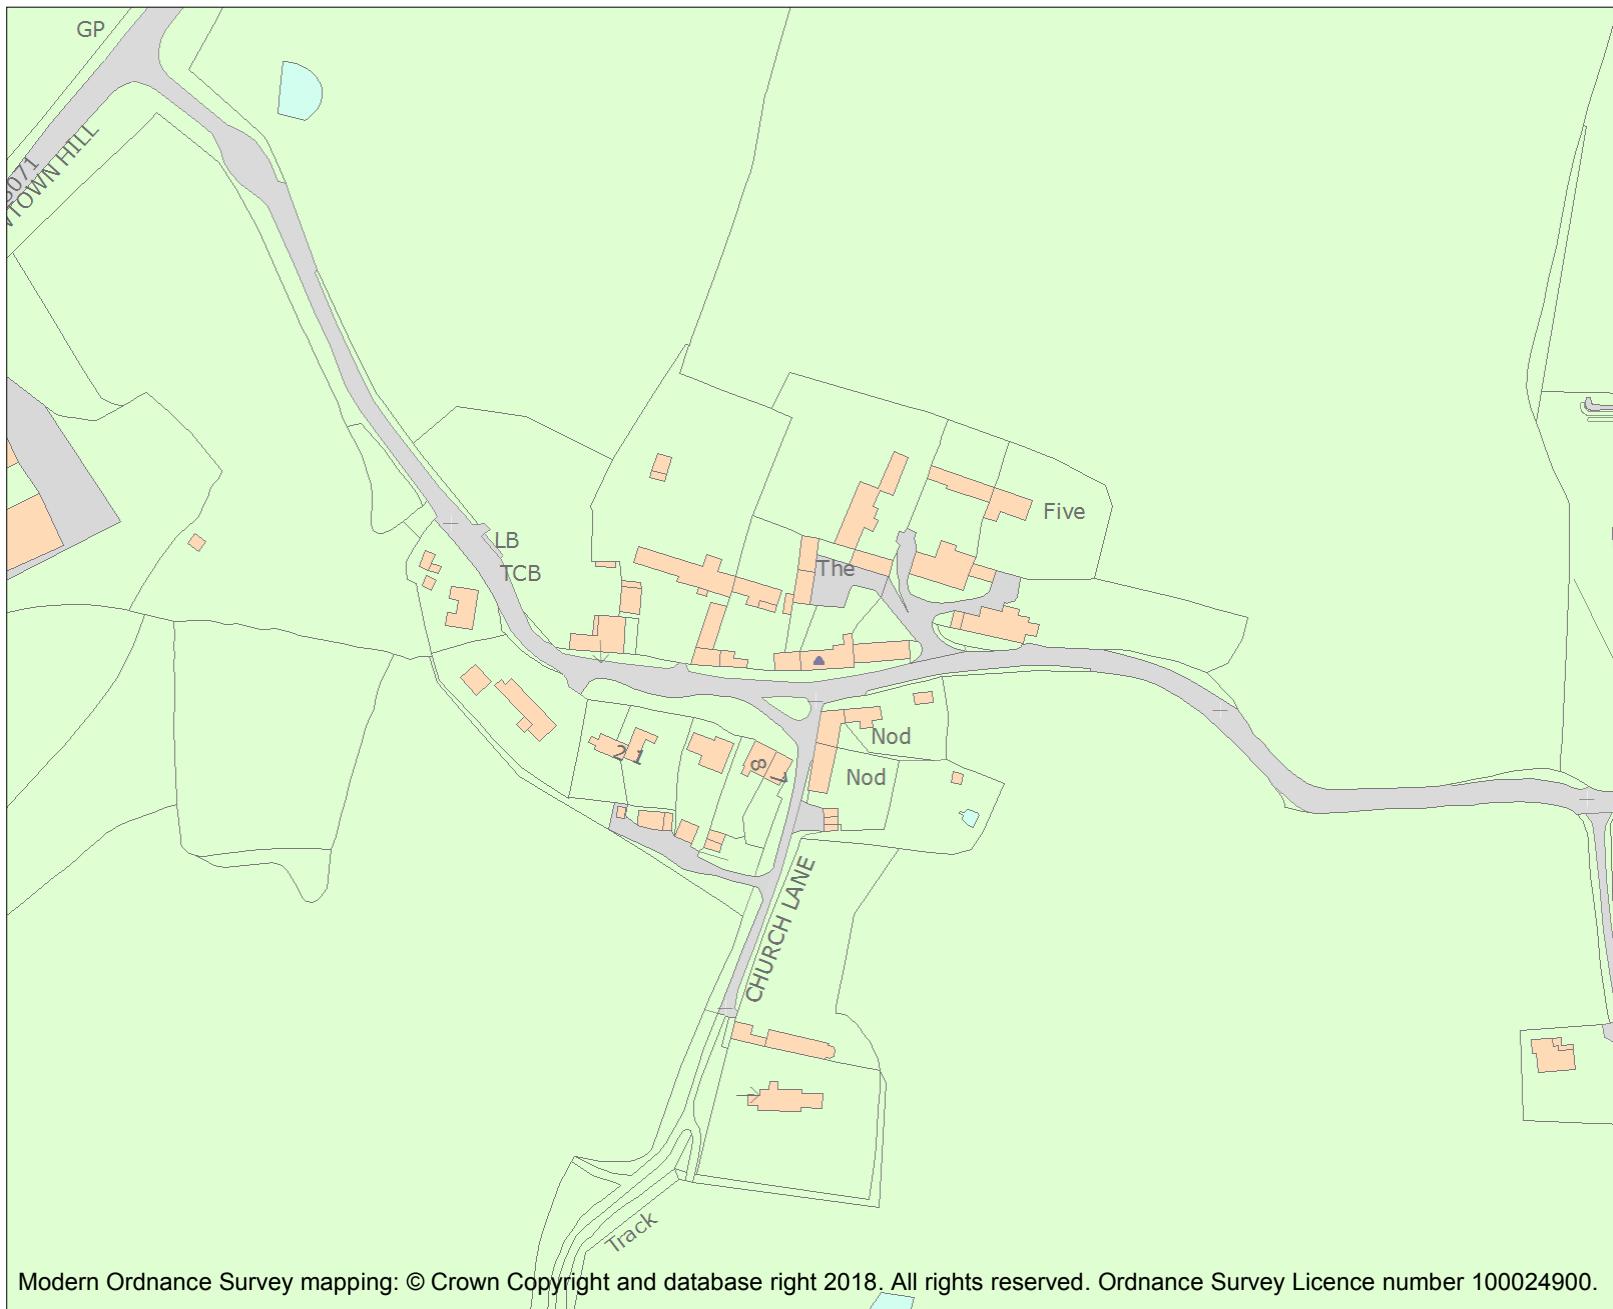 GP
LB
TCB
Five
The
Nod
Nod
2 1
8 7
CHURCH LANE
Track
Modern Ordnance Survey mapping: © Crown Copyright and database right 2018. All rights reserved. Ordnance Survey Licence number 100024900.
HILL